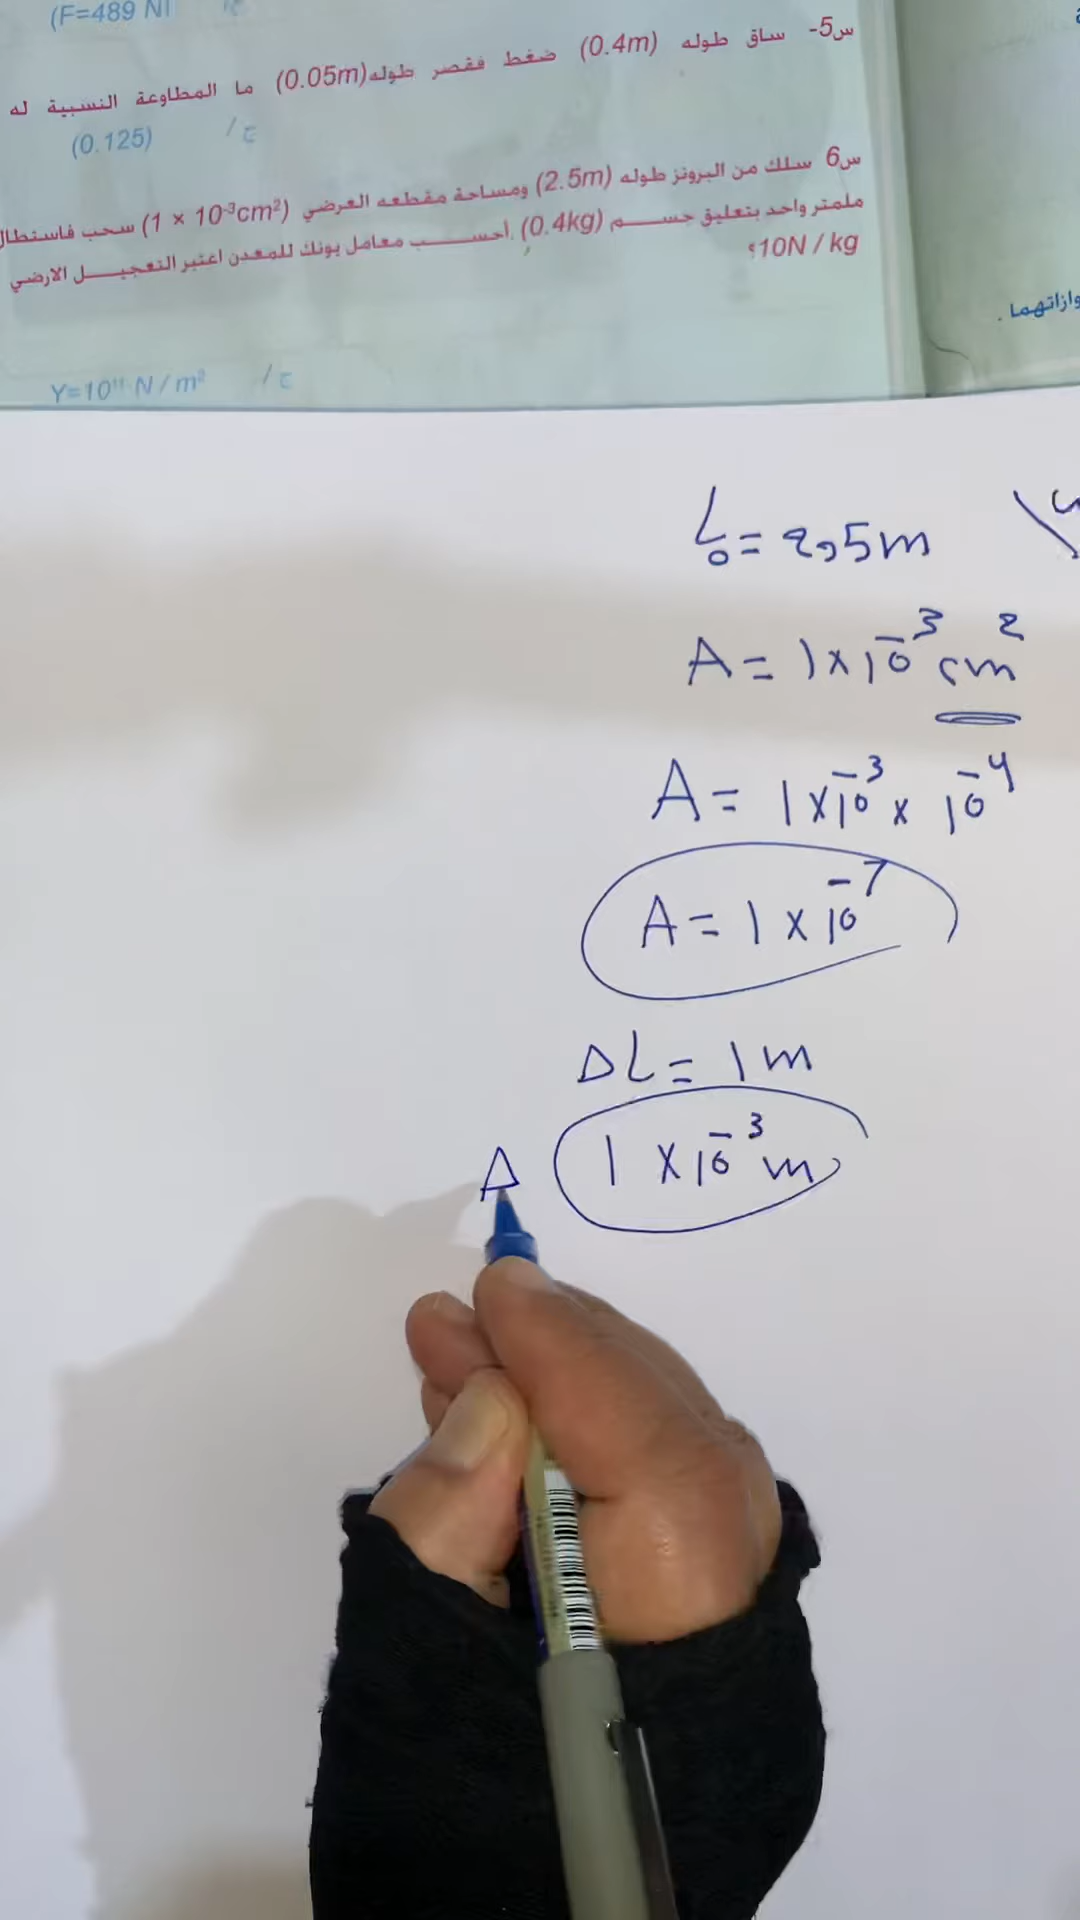 (F=489 N)
س5- ساق طوله (0.4m) ضغط فقصر طوله(0.05m) ما المطاوعة النسبية له
ج/ (0.125)
س6 سلك من البرونز طوله (2.5m) ومساحة مقطعه العرضي (1 × 10⁻³cm²) سحب فاستطال
ملمتر واحد بتعليق جسم (0.4kg) .أحسب معامل يونك للمعدن اعتبر التعجيل الارضي
10N / kg؟
ج/ Y=10¹¹ N / m²
وازاتهما .
L₀ = 2,5m
A = 1×10⁻³ cm²
A = 1×10⁻³ × 10⁻⁴
A = 1 × 10⁻⁷
ΔL = 1m
Δ 1 × 10⁻³ m